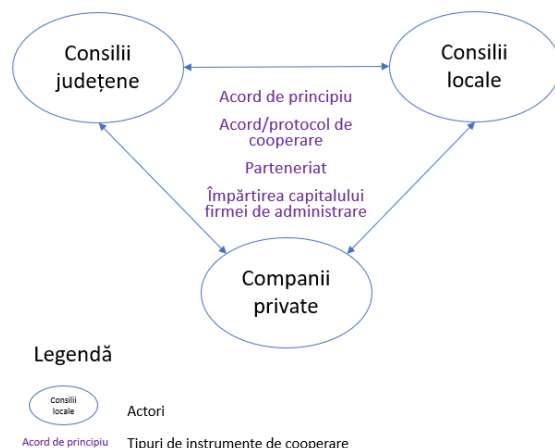 Consilii
județene
Consilii
locale
Acord de principiu
Acord/protocol de
cooperare
Parteneriat
Împărtirea capitalului
firmei de administrare
Companii
private
Legendă
Consilii
locale
Actori
Acord de principiu
Tipuri de instrumente de cooperare